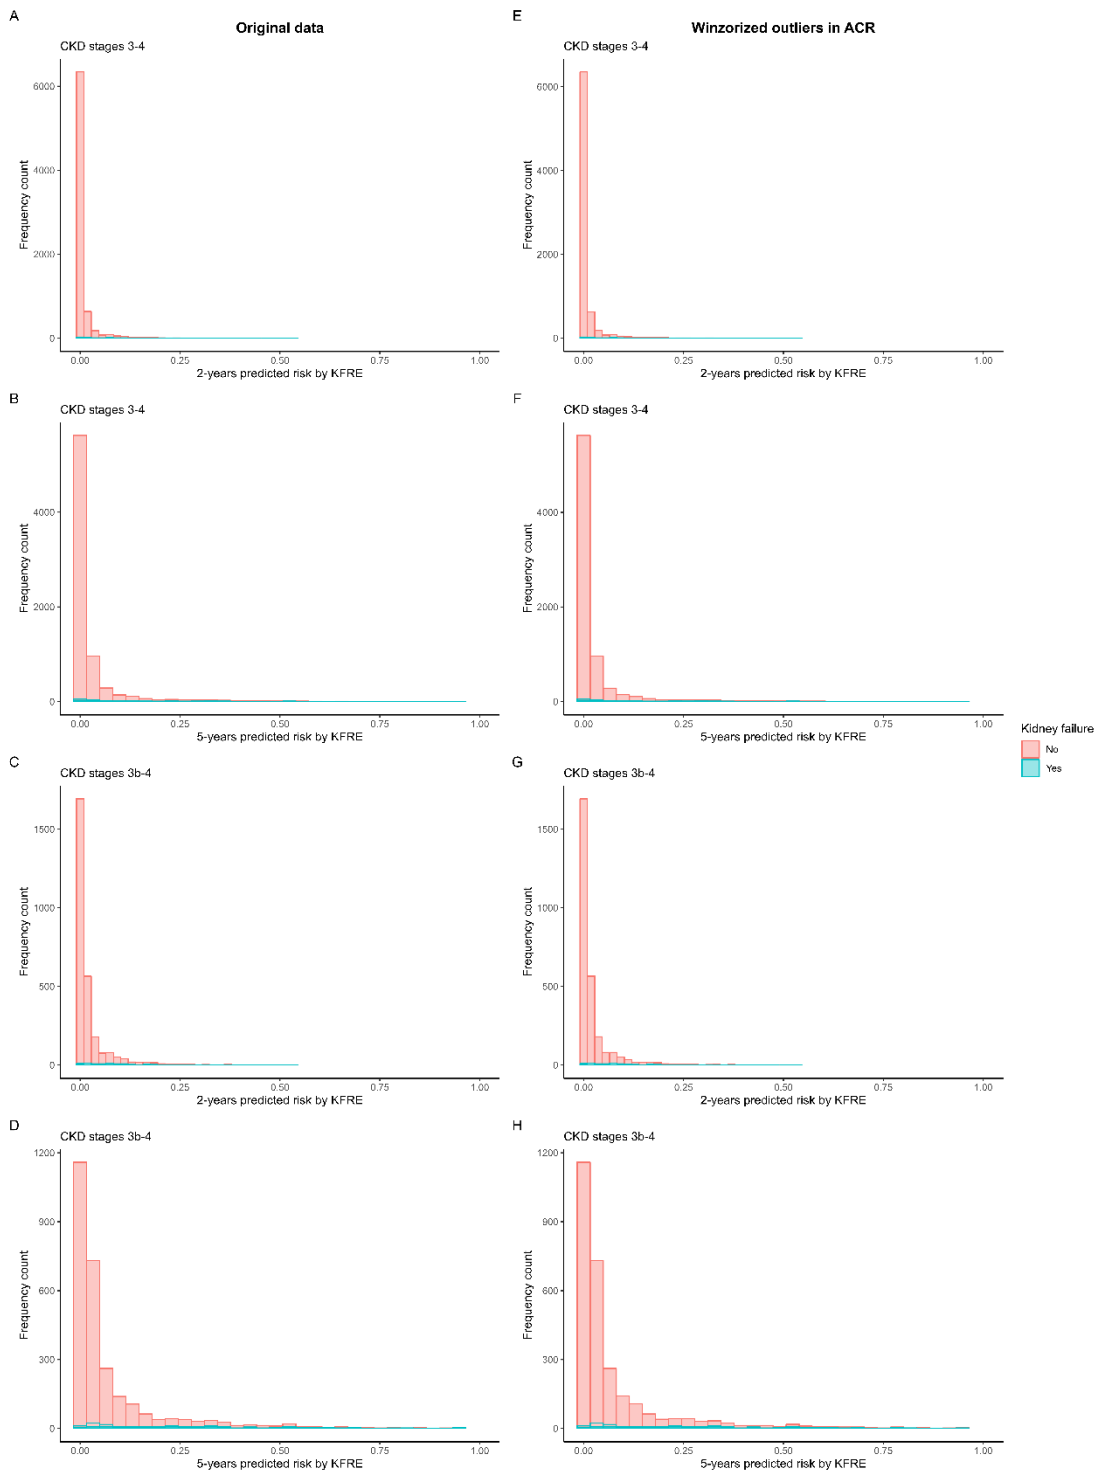 A
Original data
CKD stages 3-4
6000
4000
2000
0
Frequency count
0.00 0.25 0.50 0.75 1.00
2-years predicted risk by KFRE
E
Winzorized outliers in ACR
CKD stages 3-4
6000
4000
2000
0
Frequency count
0.00 0.25 0.50 0.75 1.00
2-years predicted risk by KFRE
B
CKD stages 3-4
4000
2000
0
Frequency count
0.00 0.25 0.50 0.75 1.00
5-years predicted risk by KFRE
F
CKD stages 3-4
4000
2000
0
Frequency count
0.00 0.25 0.50 0.75 1.00
5-years predicted risk by KFRE
Kidney failure
No
Yes
C
CKD stages 3b-4
1500
1000
500
0
Frequency count
0.00 0.25 0.50 0.75 1.00
2-years predicted risk by KFRE
G
CKD stages 3b-4
1500
1000
500
0
Frequency count
0.00 0.25 0.50 0.75 1.00
2-years predicted risk by KFRE
D
CKD stages 3b-4
1200
900
600
300
0
Frequency count
0.00 0.25 0.50 0.75 1.00
5-years predicted risk by KFRE
H
CKD stages 3b-4
1200
900
600
300
0
Frequency count
0.00 0.25 0.50 0.75 1.00
5-years predicted risk by KFRE